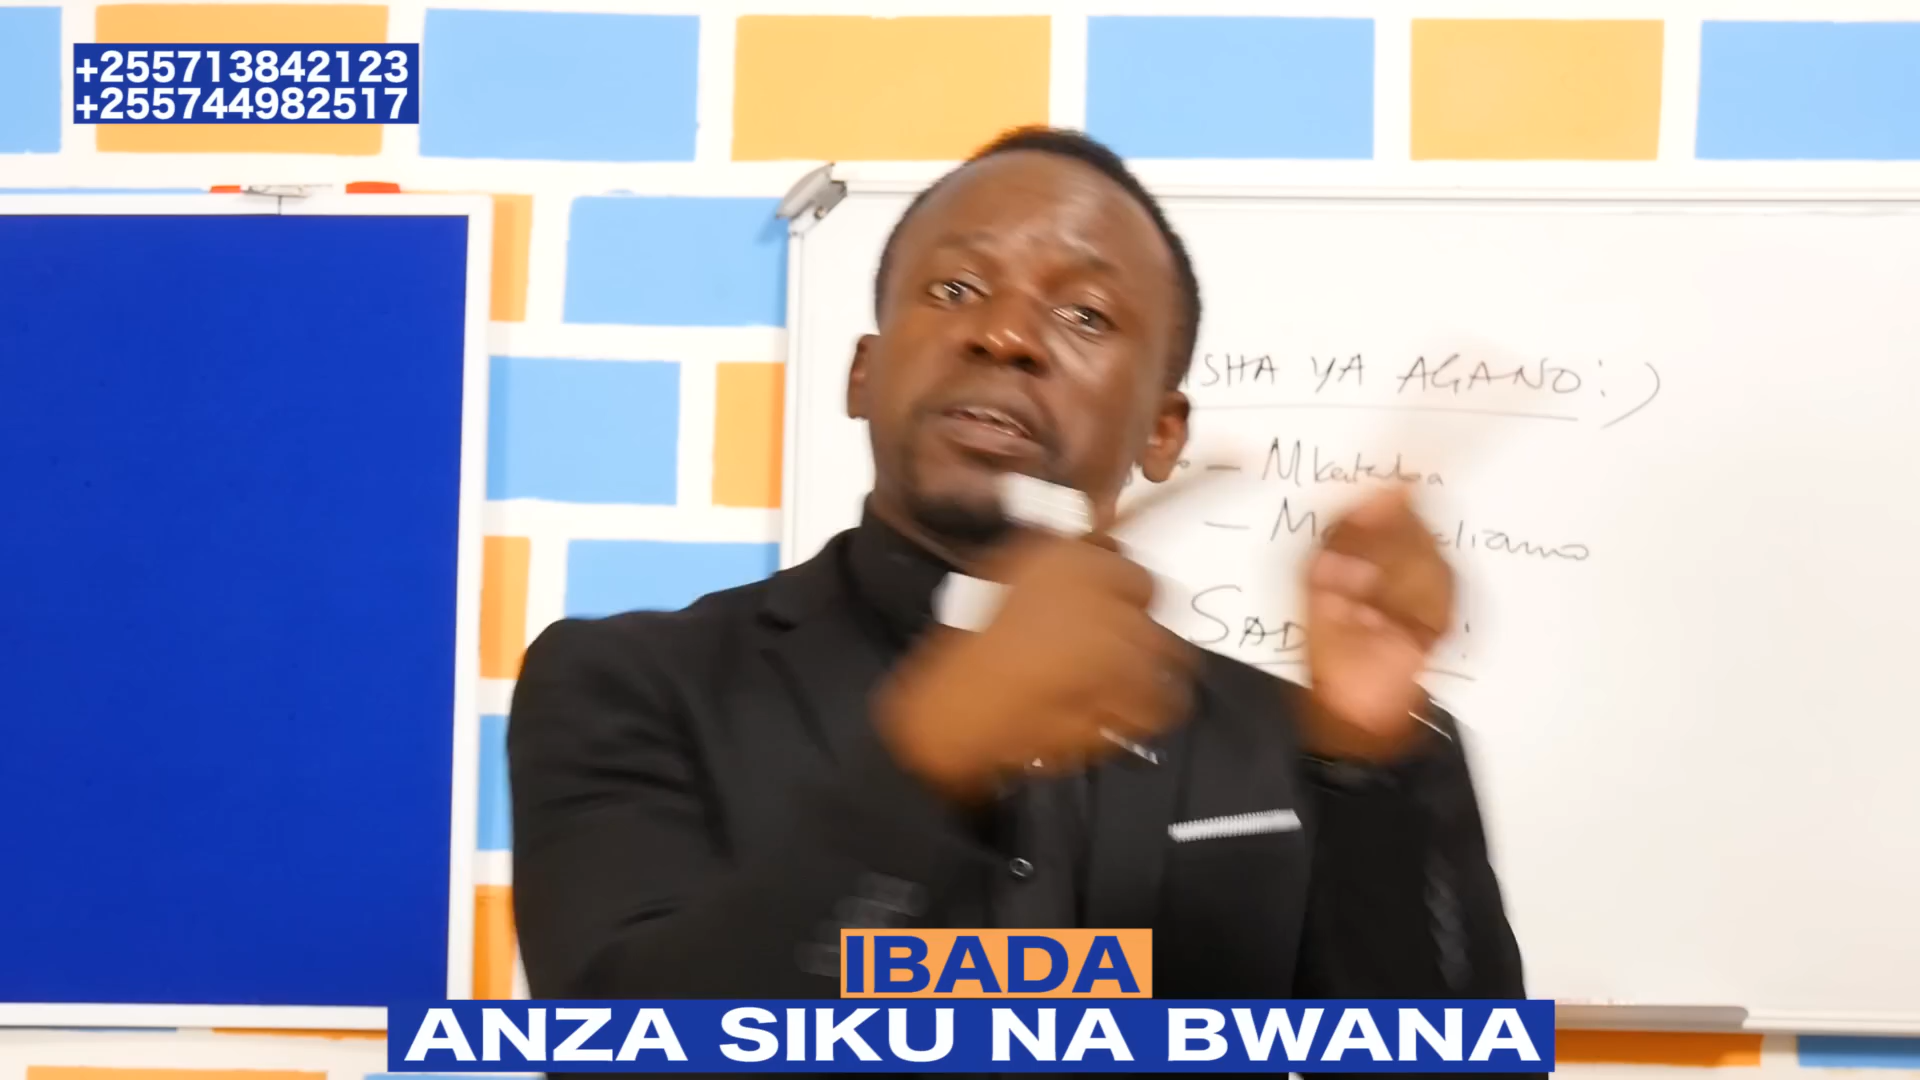 +255713842123
+255744982517
SHA YA AGANO:)
– Mkataba
–
IBADA
ANZA SIKU NA BWANA